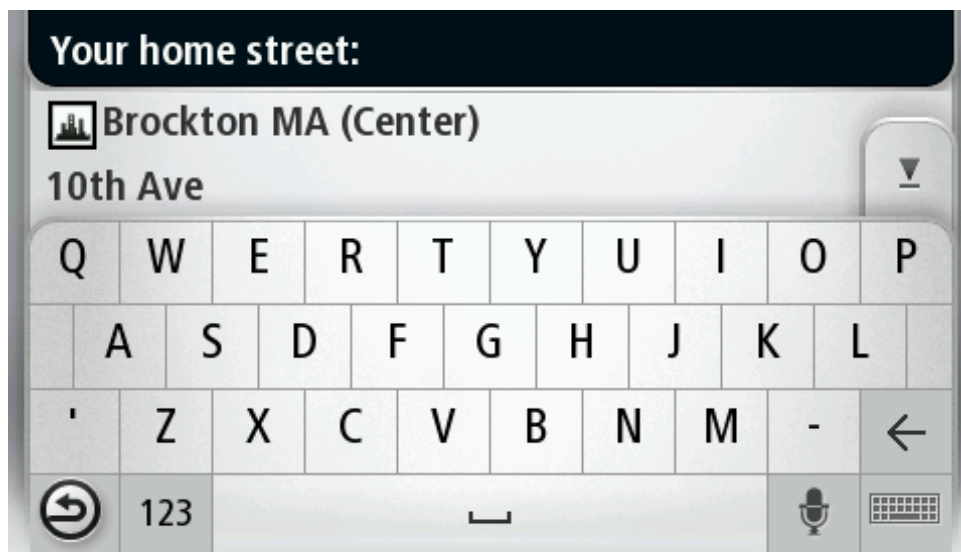 Your home street:
Brockton MA (Center)
10th Ave
Q W E R T Y U I O P
A S D F G H J K L
' Z X C V B N M -
123